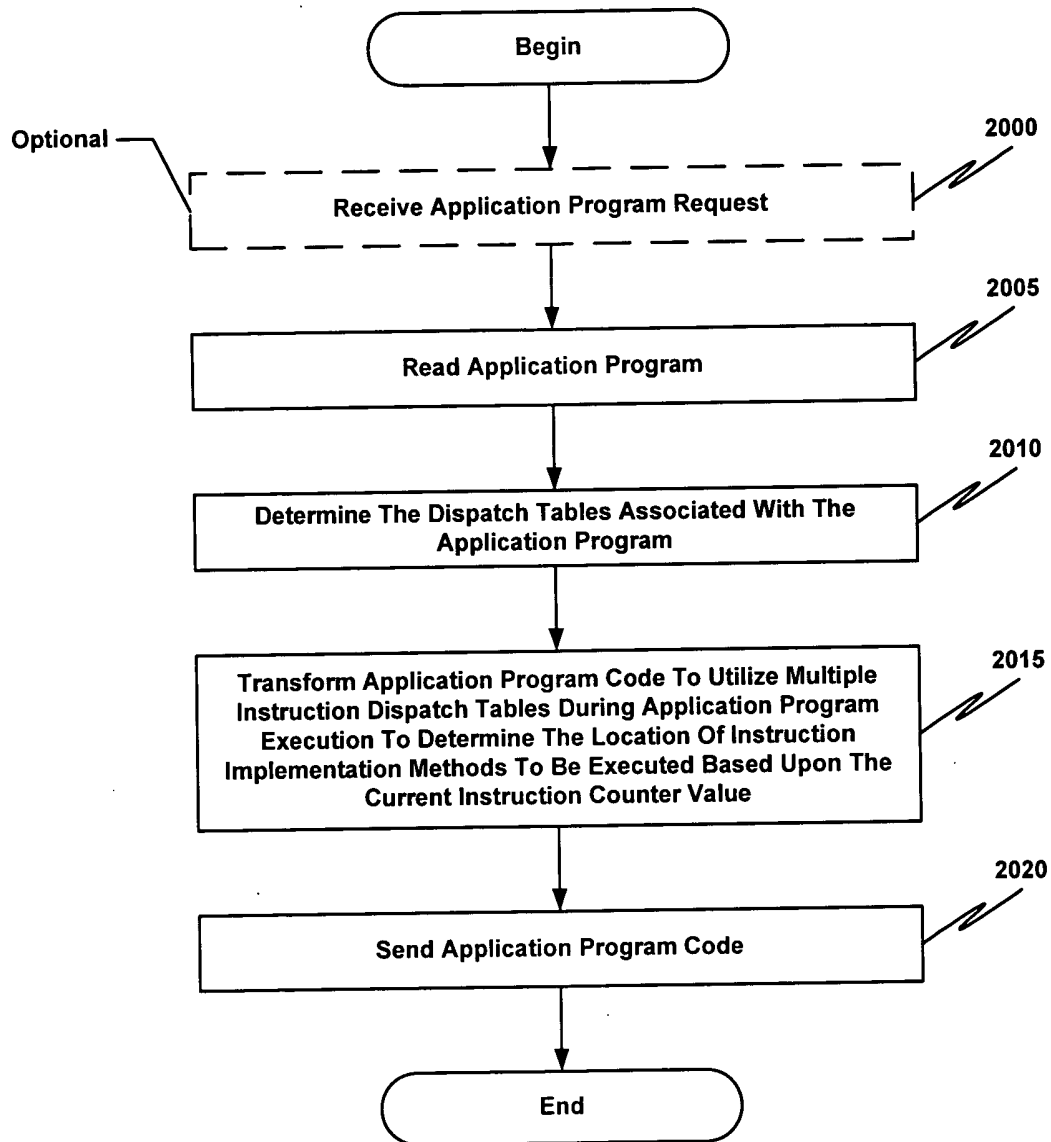 Begin
Optional
2000
Receive Application Program Request
2005
Read Application Program
2010
Determine The Dispatch Tables Associated With The
Application Program
2015
Transform Application Program Code To Utilize Multiple
Instruction Dispatch Tables During Application Program
Execution To Determine The Location Of Instruction
Implementation Methods To Be Executed Based Upon The
Current Instruction Counter Value
2020
Send Application Program Code
End